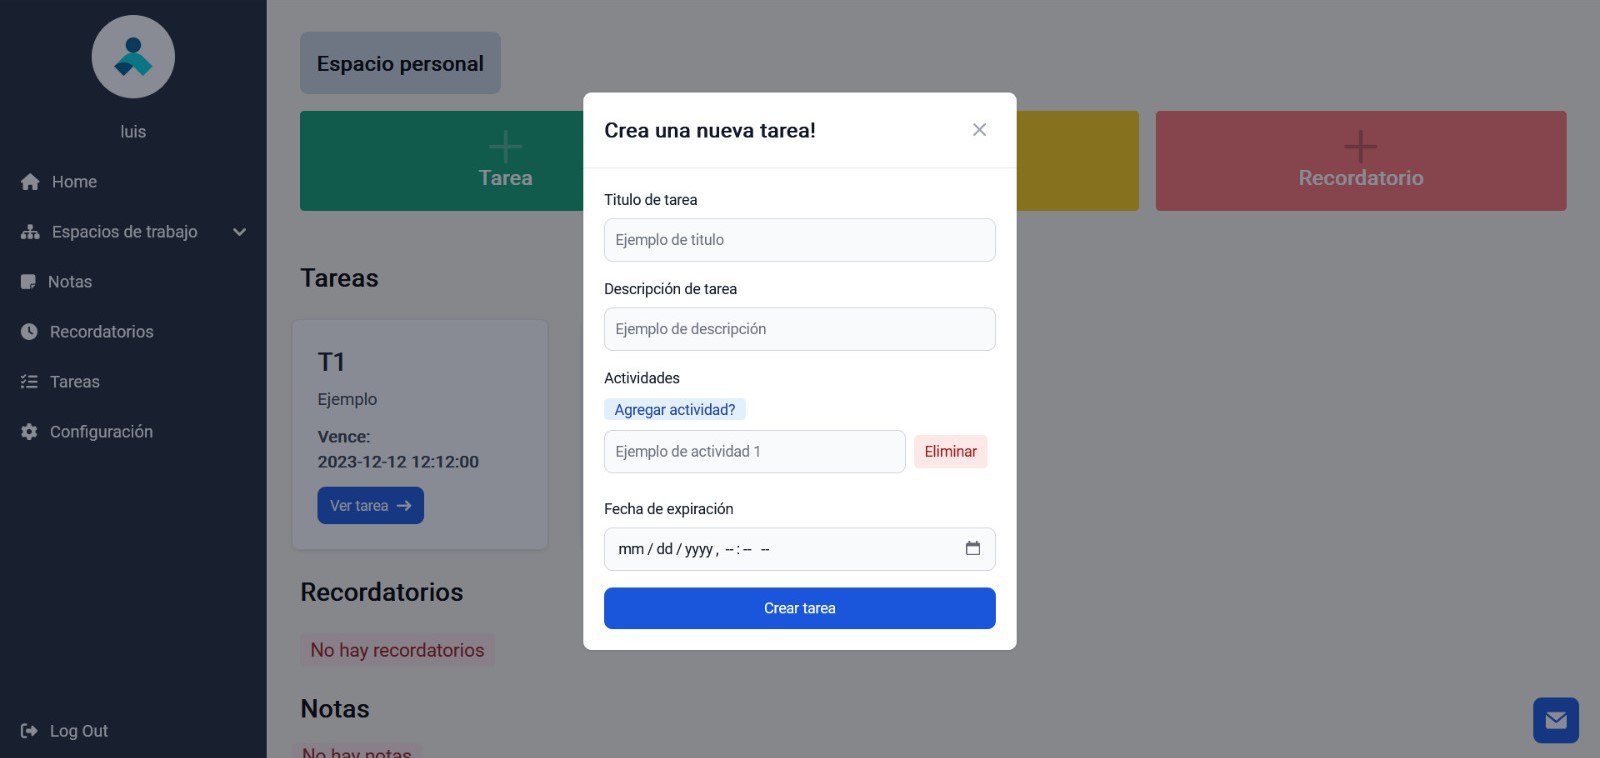 luis
Home
Espacios de trabajo
Notas
Recordatorios
Tareas
Configuración
Log Out
Espacio personal
Tarea
Recordatorio
Tareas
T1
Ejemplo
Vence:
2023-12-12 12:12:00
Ver tarea
Recordatorios
No hay recordatorios
Notas
No hay notas
Crea una nueva tarea!
Titulo de tarea
Ejemplo de titulo
Descripción de tarea
Ejemplo de descripción
Actividades
Agregar actividad?
Ejemplo de actividad 1 Eliminar
Fecha de expiración
mm / dd / yyyy , -- : -- --
Crear tarea